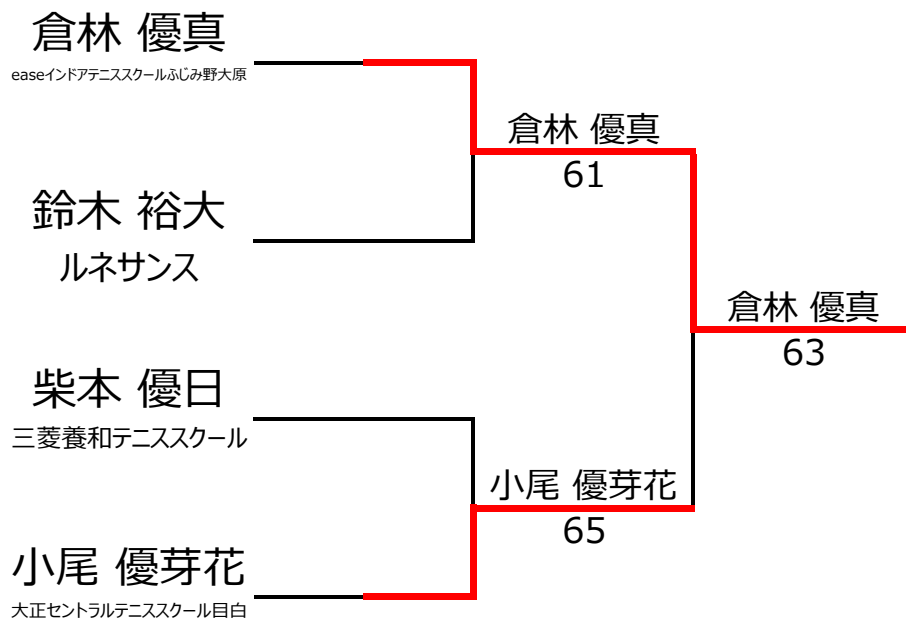 倉林 優真
easeインドアテニススクールふじみ野大原
倉林 優真
61
鈴木 裕大
ルネサンス
倉林 優真
63
柴本 優日
三菱養和テニススクール
小尾 優芽花
65
小尾 優芽花
大正セントラルテニススクール目白